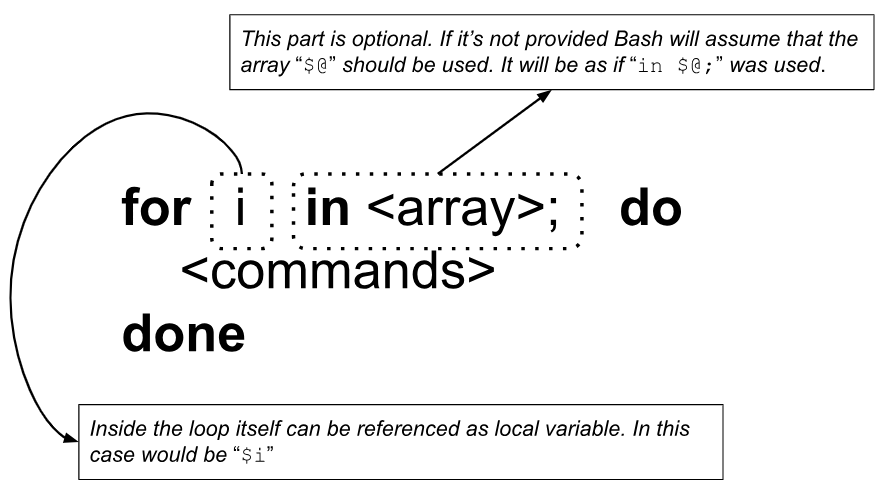 This part is optional. If it’s not provided Bash will assume that the
array “$@” should be used. It will be as if “in $@;” was used.
for i in <array>; do
<commands>
done
Inside the loop itself can be referenced as local variable. In this
case would be “$i”